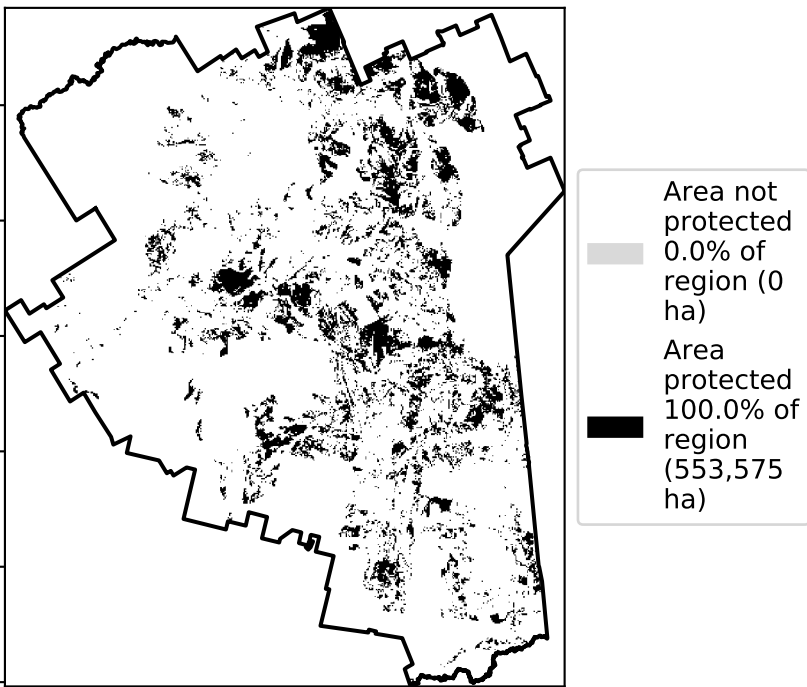 Area not
protected
0.0% of
region (0
ha)
Area
protected
100.0% of
region
(553,575
ha)